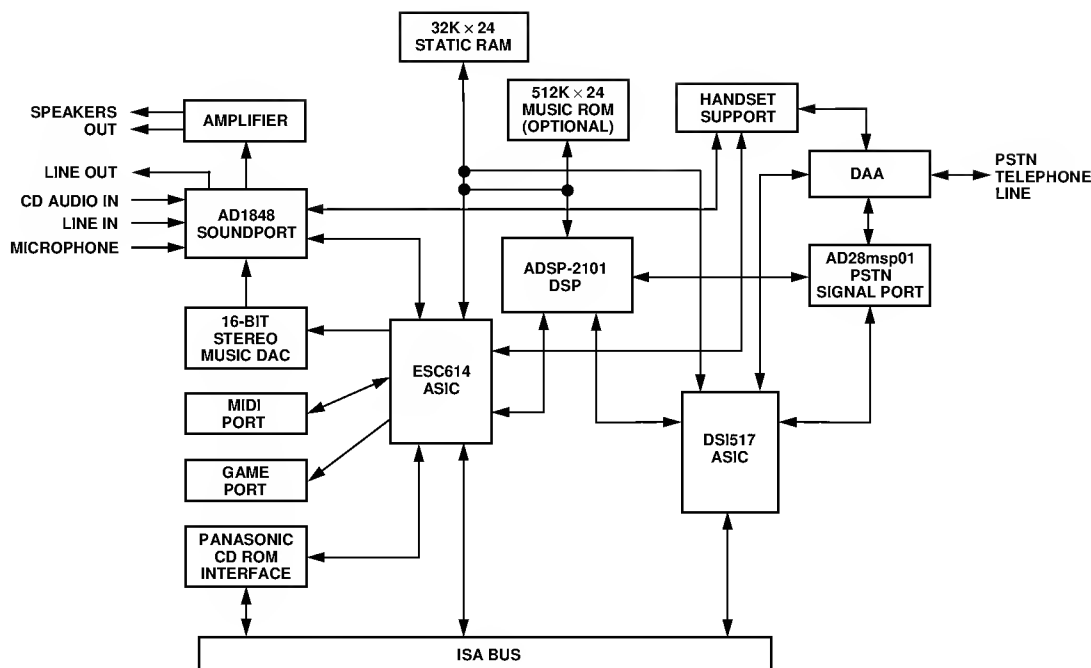 32K × 24
STATIC RAM
512K × 24
MUSIC ROM
(OPTIONAL)
HANDSET
SUPPORT
SPEAKERS
OUT
AMPLIFIER
LINE OUT
CD AUDIO IN
LINE IN
MICROPHONE
AD1848
SOUNDPORT
DAA
PSTN
TELEPHONE
LINE
ADSP-2101
DSP
AD28msp01
PSTN
SIGNAL PORT
16-BIT
STEREO
MUSIC DAC
ESC614
ASIC
MIDI
PORT
DSI517
ASIC
GAME
PORT
PANASONIC
CD ROM
INTERFACE
ISA BUS